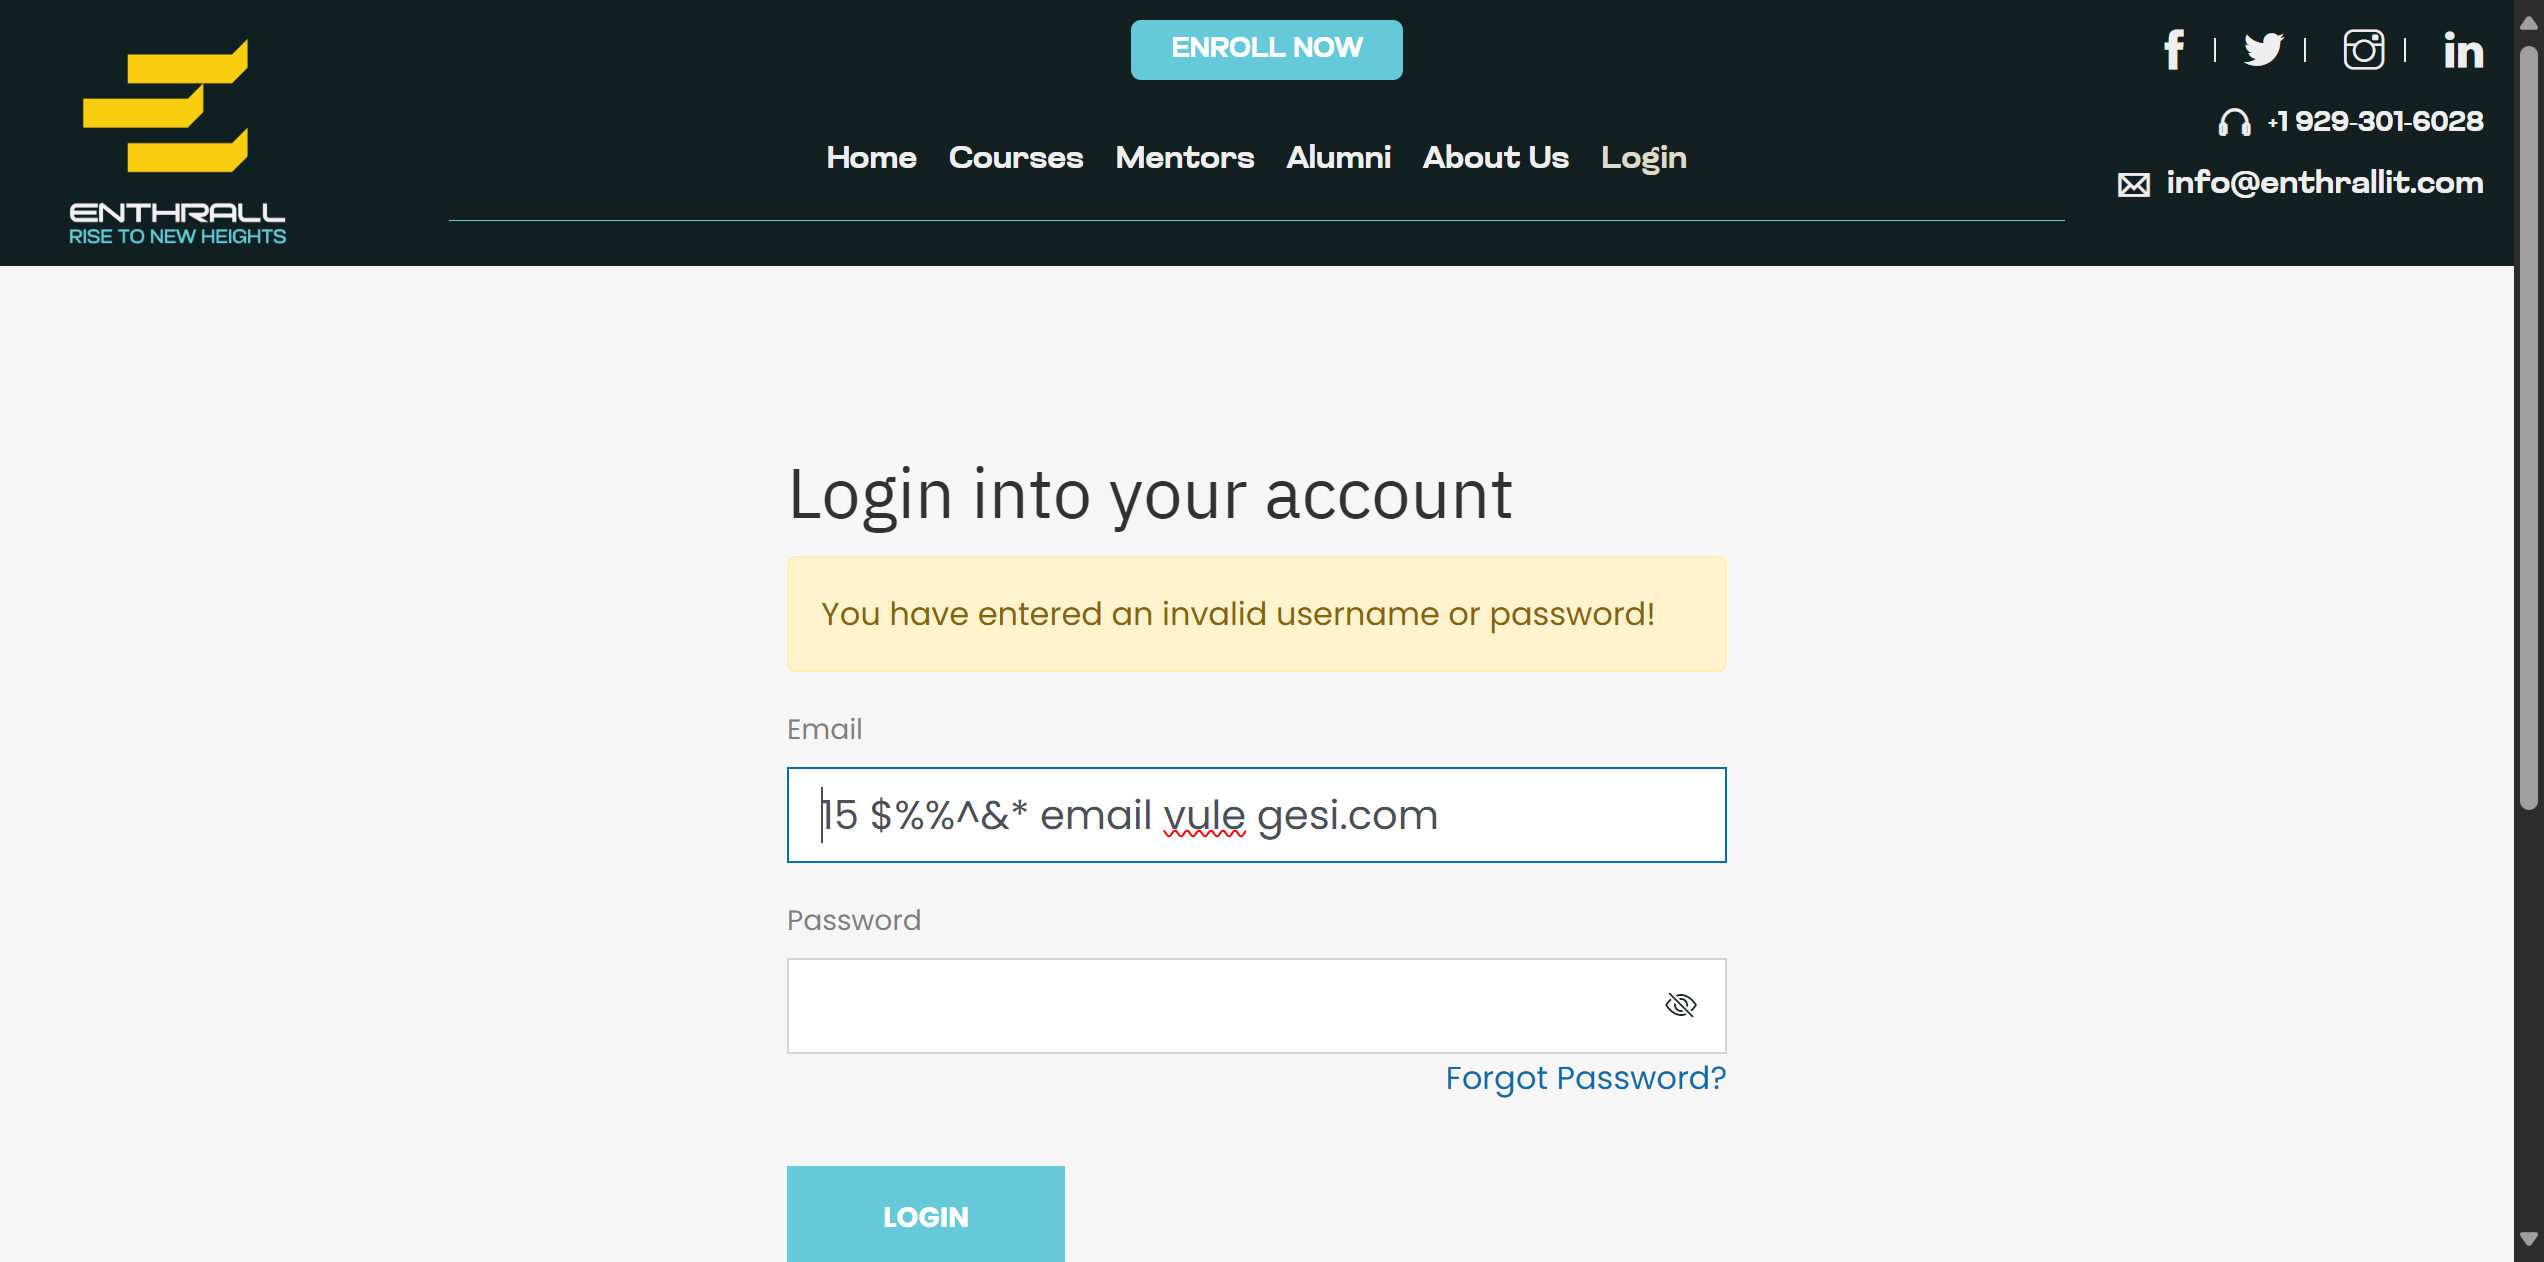 ENTHRALL
RISE TO NEW HEIGHTS
ENROLL NOW
Home Courses Mentors Alumni About Us Login
+1 929-301-6028
info@enthrallit.com
Login into your account
You have entered an invalid username or password!
Email
15 $%%^&* email vule gesi.com
Password
Forgot Password?
LOGIN